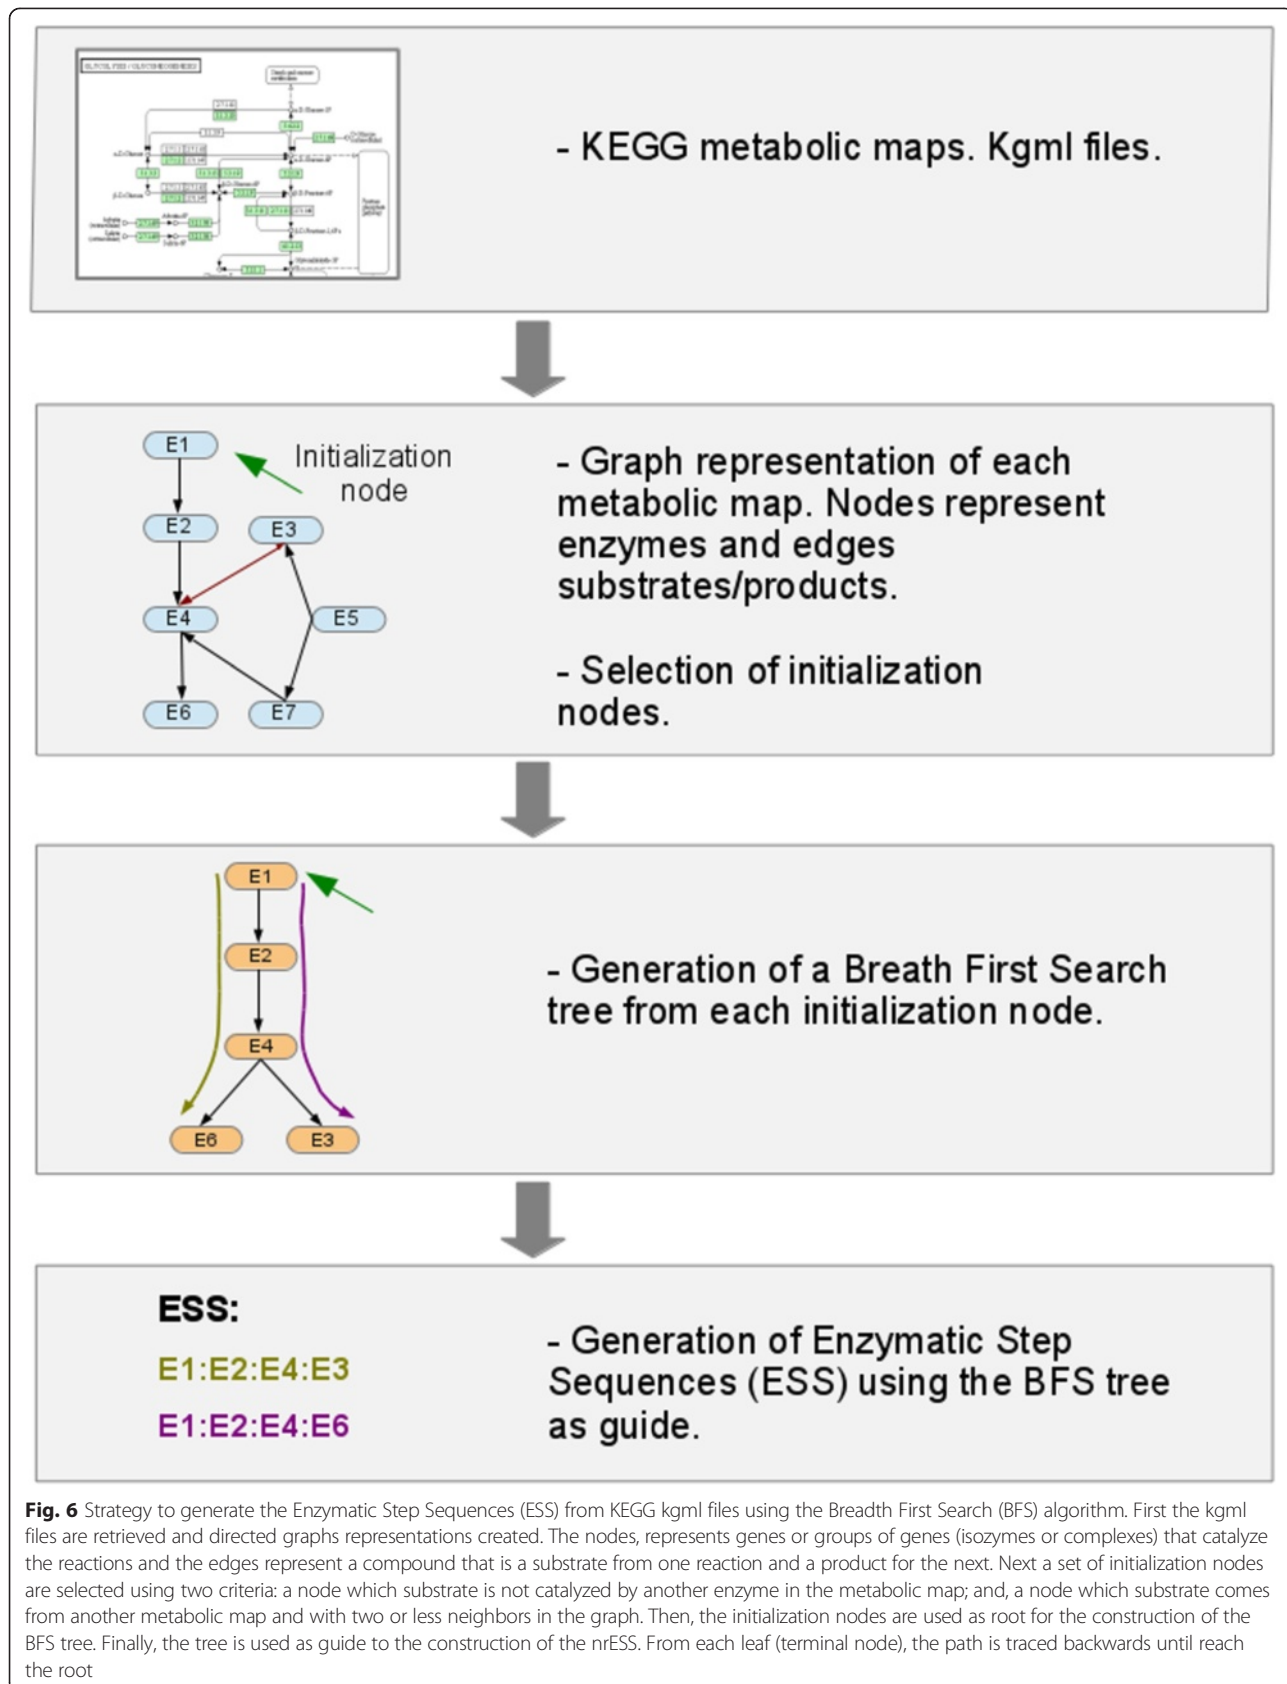 GLYCOLYSIS / GLUCONEOGENESIS
- KEGG metabolic maps. Kgml files.
E1
Initialization
node
E2
E3
E4
E5
E6
E7
- Graph representation of each
metabolic map. Nodes represent
enzymes and edges
substrates/products.
- Selection of initialization
nodes.
E1
E2
E4
E6
E3
- Generation of a Breath First Search
tree from each initialization node.
ESS:
E1:E2:E4:E3
E1:E2:E4:E6
- Generation of Enzymatic Step
Sequences (ESS) using the BFS tree
as guide.
Fig. 6 Strategy to generate the Enzymatic Step Sequences (ESS) from KEGG kgml files using the Breadth First Search (BFS) algorithm. First the kgml
files are retrieved and directed graphs representations created. The nodes, represents genes or groups of genes (isozymes or complexes) that catalyze
the reactions and the edges represent a compound that is a substrate from one reaction and a product for the next. Next a set of initialization nodes
are selected using two criteria: a node which substrate is not catalyzed by another enzyme in the metabolic map; and, a node which substrate comes
from another metabolic map and with two or less neighbors in the graph. Then, the initialization nodes are used as root for the construction of the
BFS tree. Finally, the tree is used as guide to the construction of the nrESS. From each leaf (terminal node), the path is traced backwards until reach
the root